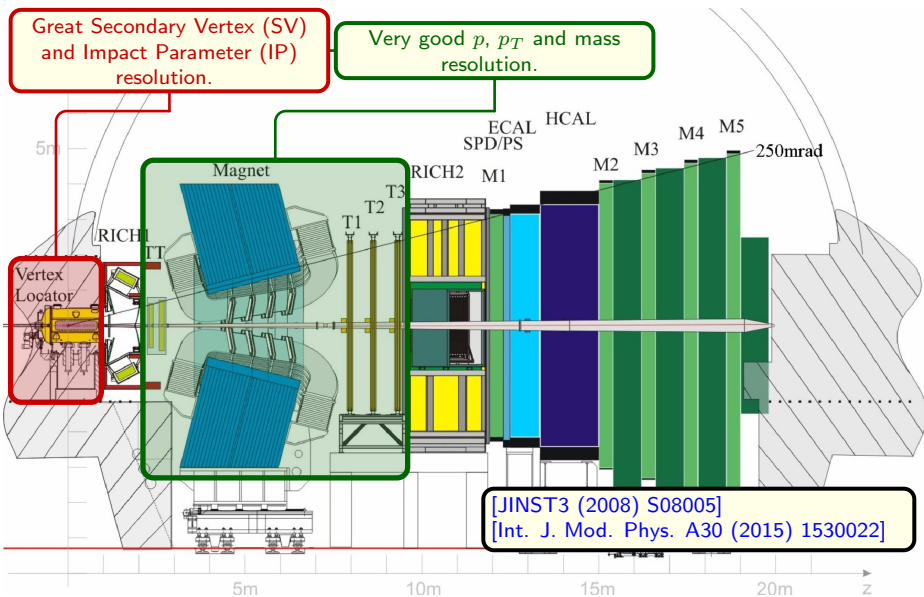 Great Secondary Vertex (SV)
and Impact Parameter (IP)
resolution.
Very good p, p_T and mass
resolution.
5m
ECAL
HCAL
SPD/PS
M1
M2
M3
M4
M5
250mrad
Magnet
T1
T2
T3
RICH2
RICH1
TT
Vertex
Locator
[JINST3 (2008) S08005]
[Int. J. Mod. Phys. A30 (2015) 1530022]
5m
10m
15m
20m
z